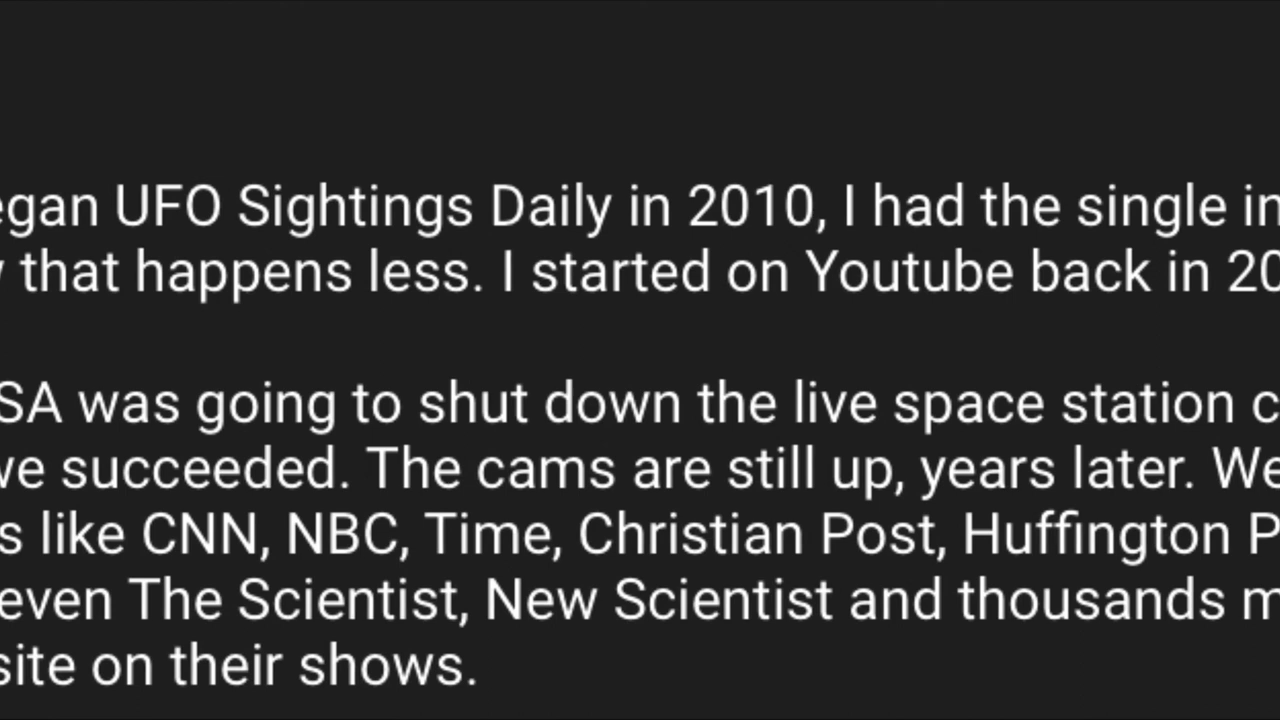 egan UFO Sightings Daily in 2010, I had the single in
that happens less. I started on Youtube back in 20
SA was going to shut down the live space station c
we succeeded. The cams are still up, years later. We
s like CNN, NBC, Time, Christian Post, Huffington P
even The Scientist, New Scientist and thousands m
site on their shows.